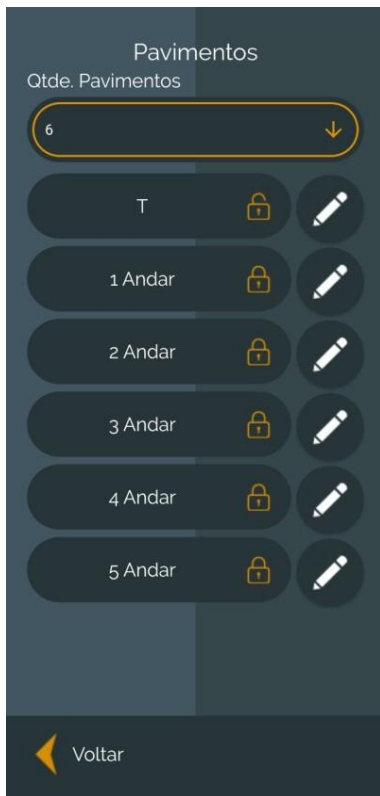 Pavimentos
Qtde. Pavimentos
6
T
1 Andar
2 Andar
3 Andar
4 Andar
5 Andar
Voltar